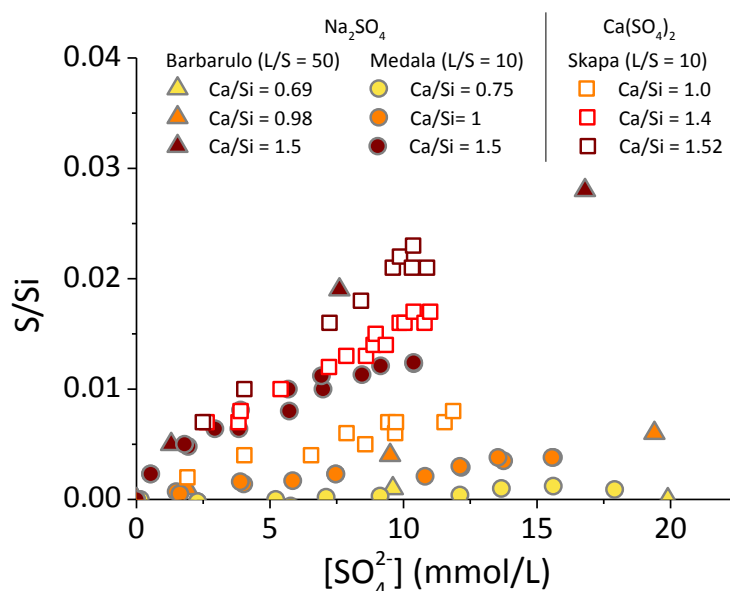 Na₂SO₄ Ca(SO₄)₂
Barbarulo (L/S = 50) Medala (L/S = 10) Skapa (L/S = 10)
Ca/Si = 0.69 Ca/Si = 0.75 Ca/Si = 1.0
Ca/Si = 0.98 Ca/Si= 1 Ca/Si = 1.4
Ca/Si = 1.5 Ca/Si = 1.5 Ca/Si = 1.52
0.04
0.03
0.02
0.01
0.00
S/Si
0 5 10 15 20
[SO₄²⁻] (mmol/L)